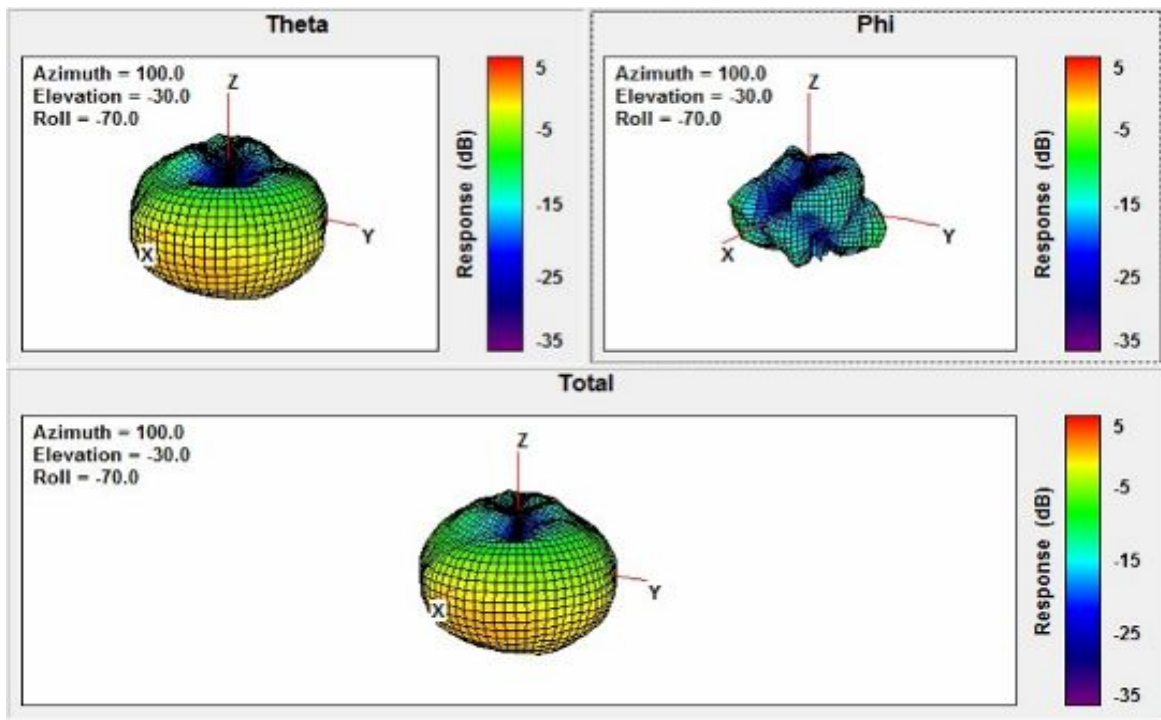 Theta
Azimuth = 100.0
Elevation = -30.0
Roll = -70.0
Z
Y
X
Response (dB)
5
-5
-15
-25
-35
Phi
Azimuth = 100.0
Elevation = -30.0
Roll = -70.0
Z
X
Y
Response (dB)
5
-5
-15
-25
-35
Total
Azimuth = 100.0
Elevation = -30.0
Roll = -70.0
Z
Y
X
Response (dB)
5
-5
-15
-25
-35